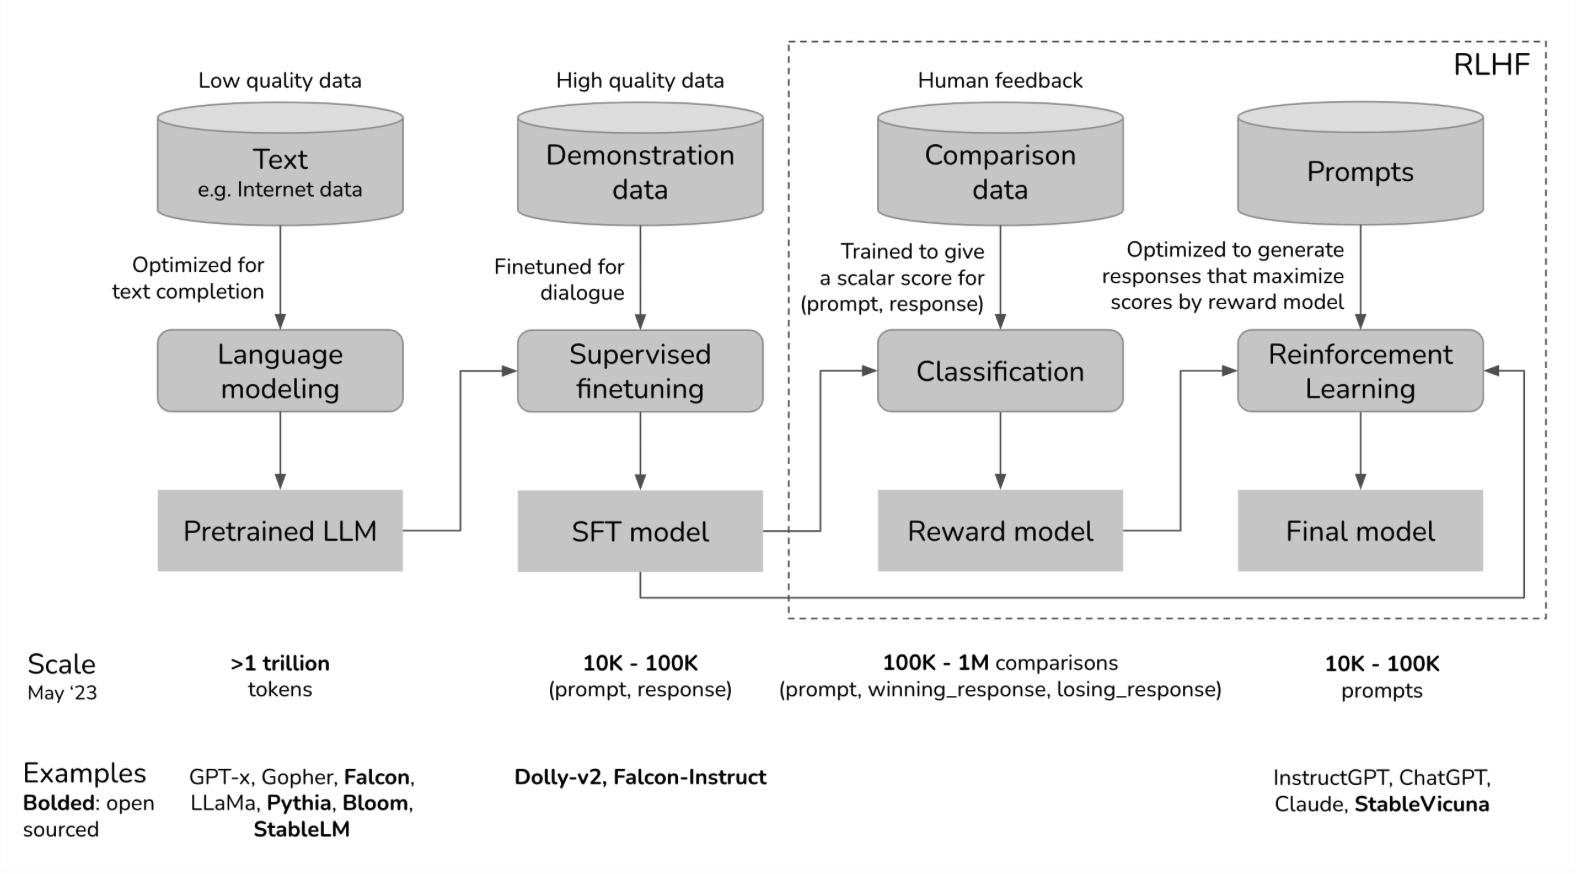 RLHF
Low quality data
High quality data
Human feedback
Text
e.g. Internet data
Demonstration
data
Comparison
data
Prompts
Optimized for
text completion
Finetuned for
dialogue
Trained to give
a scalar score for
(prompt, response)
Optimized to generate
responses that maximize
scores by reward model
Language
modeling
Supervised
finetuning
Classification
Reinforcement
Learning
Pretrained LLM
SFT model
Reward model
Final model
Scale
May ‘23
>1 trillion
tokens
10K - 100K
(prompt, response)
100K - 1M comparisons
(prompt, winning_response, losing_response)
10K - 100K
prompts
Examples
Bolded: open
sourced
GPT-x, Gopher, Falcon,
LLaMa, Pythia, Bloom,
StableLM
Dolly-v2, Falcon-Instruct
InstructGPT, ChatGPT,
Claude, StableVicuna